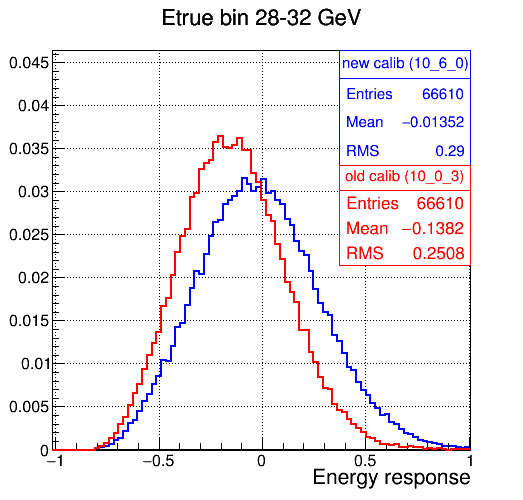 Etrue bin 28-32 GeV
new calib (10_6_0)
Entries 66610
Mean −0.01352
RMS 0.29
old calib (10_0_3)
Entries 66610
Mean −0.1382
RMS 0.2508
0.045
0.04
0.035
0.03
0.025
0.02
0.015
0.01
0.005
0
−1 −0.5 0 0.5 1
Energy response